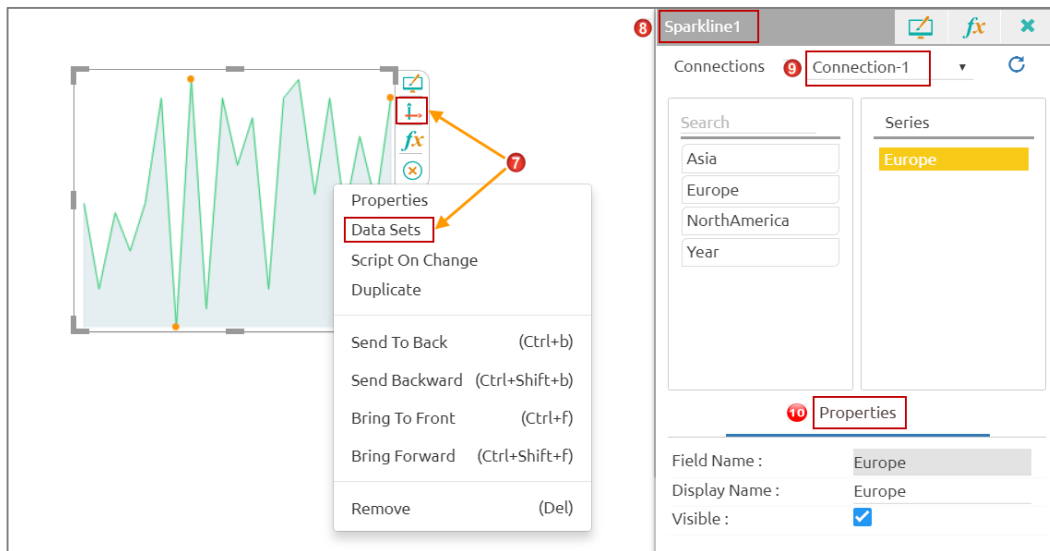 fx
7
Properties
Data Sets
Script On Change
Duplicate
Send To Back (Ctrl+b)
Send Backward (Ctrl+Shift+b)
Bring To Front (Ctrl+f)
Bring Forward (Ctrl+Shift+f)
Remove (Del)
8 Sparkline1 fx
Connections 9 Connection-1
Search
Asia
Europe
NorthAmerica
Year
Series
Europe
10 Properties
Field Name : Europe
Display Name : Europe
Visible :